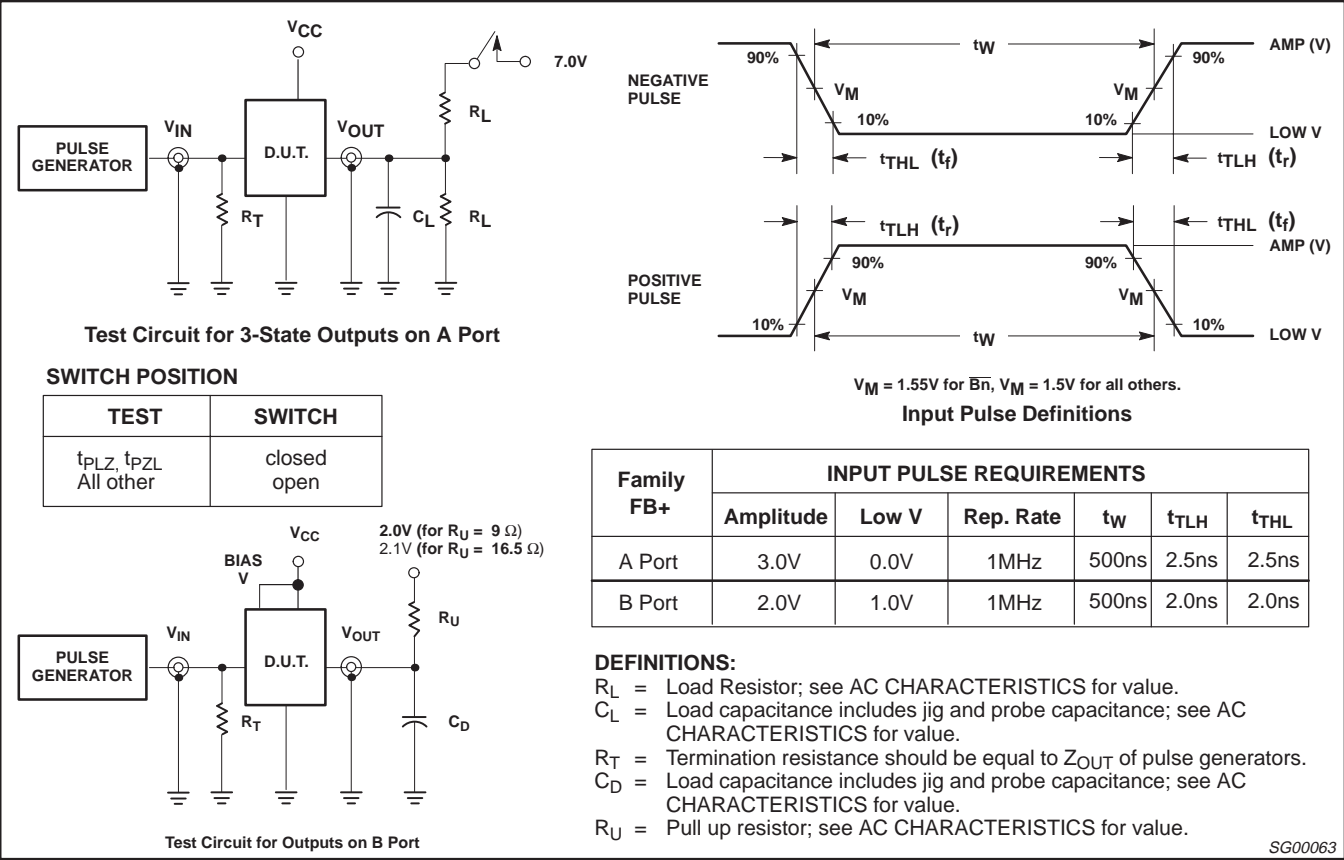 VCC
7.0V
RL
PULSE
GENERATOR
VIN
D.U.T.
VOUT
RT
CL
RL
Test Circuit for 3-State Outputs on A Port
SWITCH POSITION
TEST SWITCH
tPLZ, tPZL closed
All other open
VCC
BIAS
V
2.0V (for RU = 9 Ω)
2.1V (for RU = 16.5 Ω)
RU
PULSE
GENERATOR
VIN
D.U.T.
VOUT
RT
CD
Test Circuit for Outputs on B Port
NEGATIVE
PULSE
90% tW 90% AMP (V)
VM VM
10% 10% LOW V
tTHL (tf) tTLH (tr)
tTLH (tr) tTHL (tf)
AMP (V)
POSITIVE
PULSE
90% 90%
VM VM
10% tW 10% LOW V
VM = 1.55V for B̅n̅, VM = 1.5V for all others.
Input Pulse Definitions
Family
FB+
INPUT PULSE REQUIREMENTS
Amplitude Low V Rep. Rate tW tTLH tTHL
A Port 3.0V 0.0V 1MHz 500ns 2.5ns 2.5ns
B Port 2.0V 1.0V 1MHz 500ns 2.0ns 2.0ns
DEFINITIONS:
RL = Load Resistor; see AC CHARACTERISTICS for value.
CL = Load capacitance includes jig and probe capacitance; see AC
CHARACTERISTICS for value.
RT = Termination resistance should be equal to ZOUT of pulse generators.
CD = Load capacitance includes jig and probe capacitance; see AC
CHARACTERISTICS for value.
RU = Pull up resistor; see AC CHARACTERISTICS for value.
SG00063